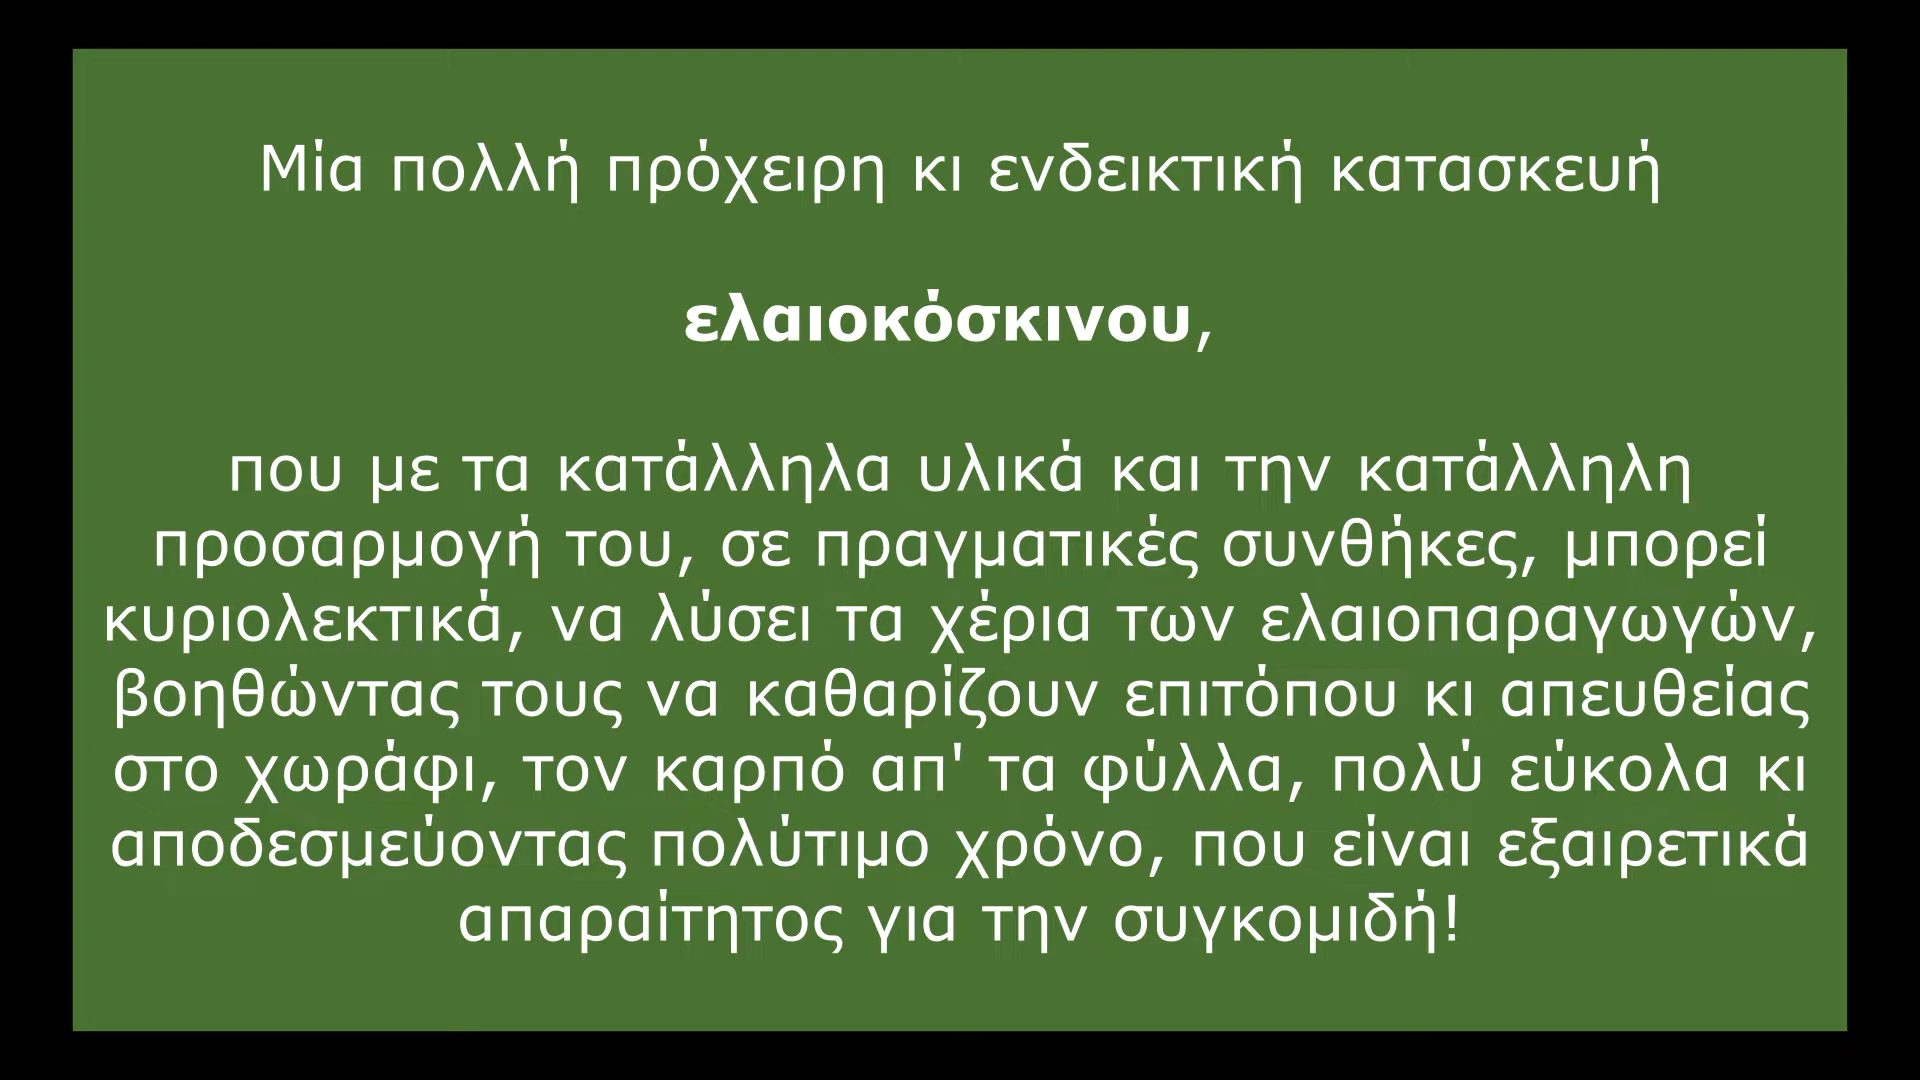 Μία πολλή πρόχειρη κι ενδεικτική κατασκευή
ελαιοκόσκινου,
που με τα κατάλληλα υλικά και την κατάλληλη
προσαρμογή του, σε πραγματικές συνθήκες, μπορεί
κυριολεκτικά, να λύσει τα χέρια των ελαιοπαραγωγών,
βοηθώντας τους να καθαρίζουν επιτόπου κι απευθείας
στο χωράφι, τον καρπό απ' τα φύλλα, πολύ εύκολα κι
αποδεσμεύοντας πολύτιμο χρόνο, που είναι εξαιρετικά
απαραίτητος για την συγκομιδή!